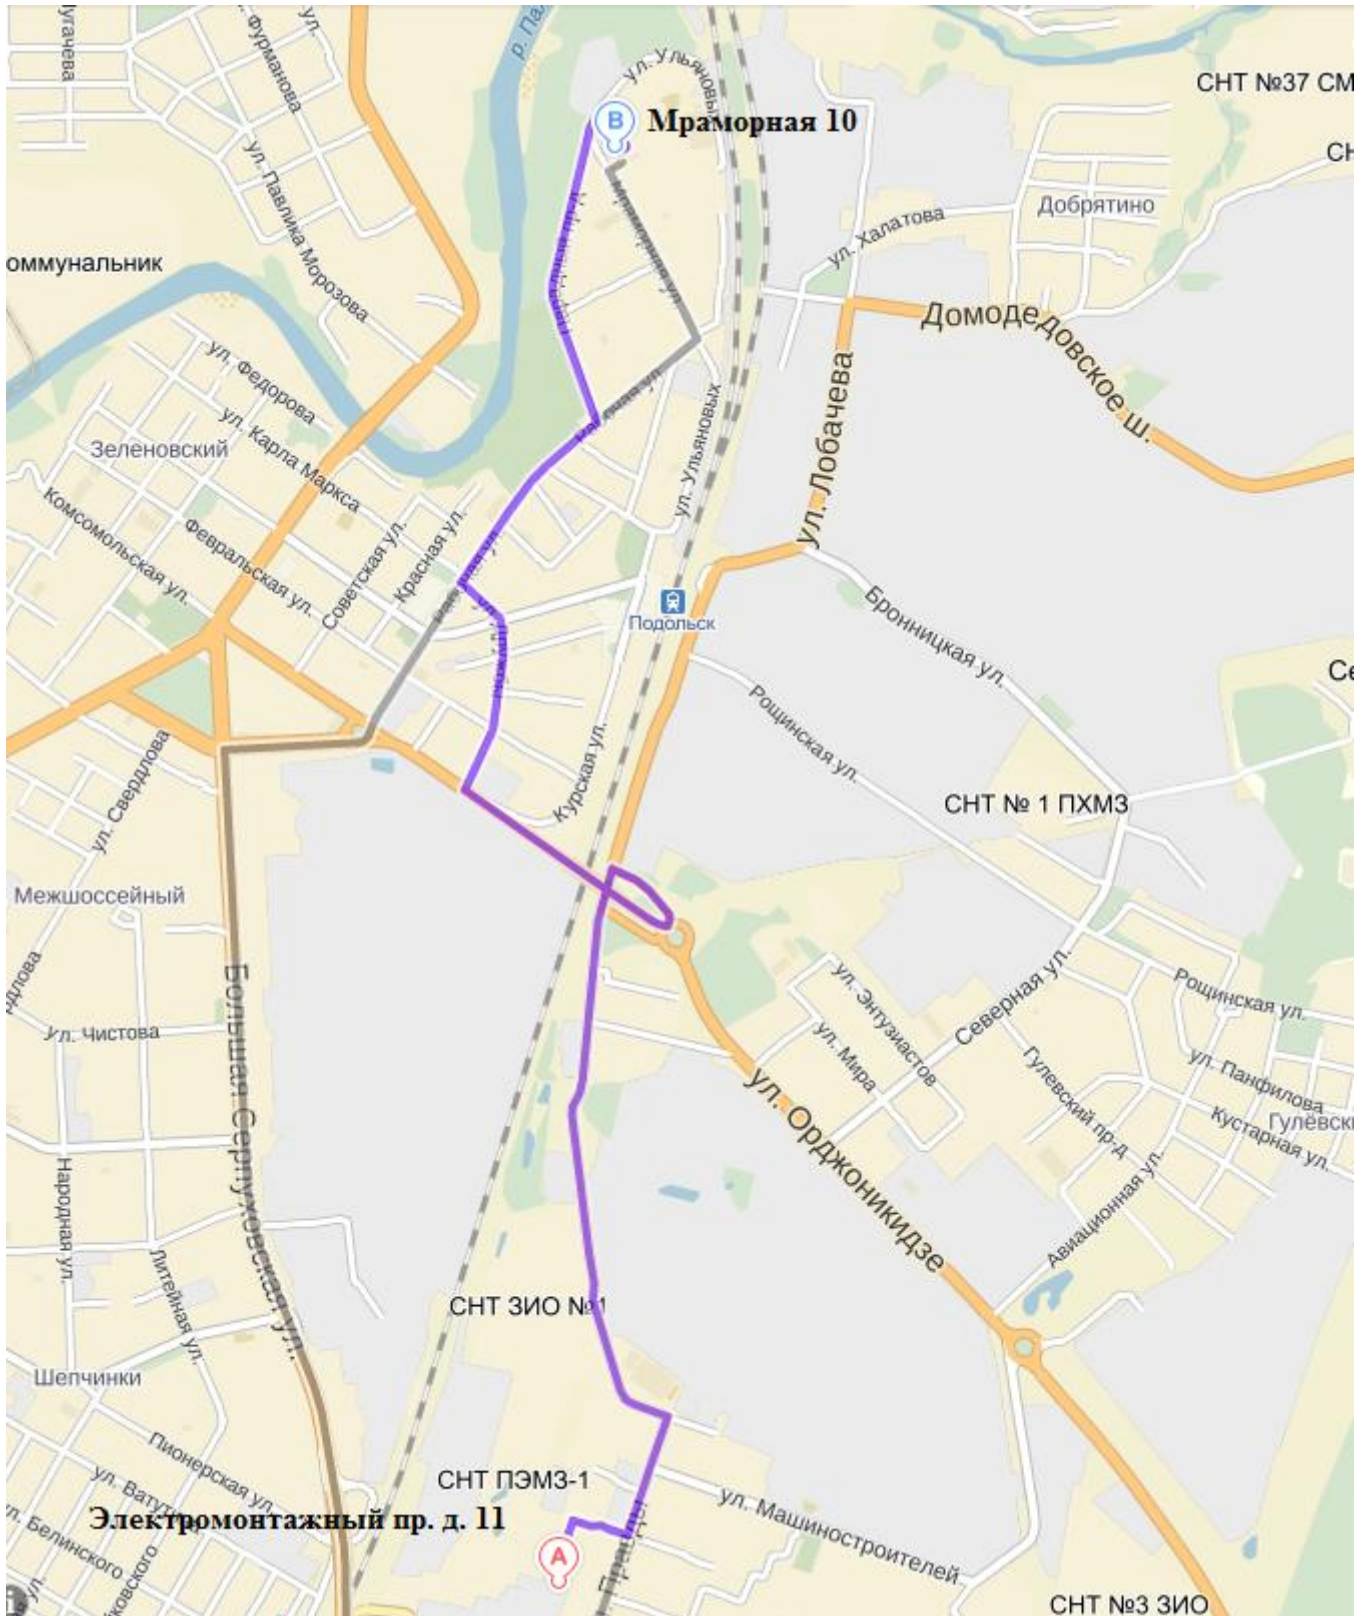 ул. Фурманова
р. Па
ул. Ульяновых
СНТ №37 СМ
Мраморная 10
B
ул. Павлика Морозова
Добрятино
ул. Халатова
Мраморная ул.
оммунальник
Домодедовское ш.
ул. Федорова
ул. Лобачева
ул. Карла Маркса
ул. Ульяновых
Зеленовский
Комсомольская ул.
Февральская ул.
Советская ул.
Красная ул.
Подольск
Бронницкая ул.
ул. Дружбы
Рощинская ул.
Курская ул.
ул. Свердлова
СНТ № 1 ПХМЗ
Межшоссейный
Большая Серпуховская ул.
ул. Энтузиастов
Северная ул.
Рощинская ул.
ул. Чистова
ул. Мира
Гулевский пр-д
ул. Панфилова
Кустарная ул.
ул. Орджоникидзе
Гулёвск
Народная ул.
Авиационная ул.
Литейная ул.
СНТ ЗИО №1
Шепчинки
Пионерская ул.
СНТ ПЭМЗ-1
ул. Машиностроителей
Электромонтажный пр. д. 11
ул. Белинского
A
СНТ №3 ЗИО